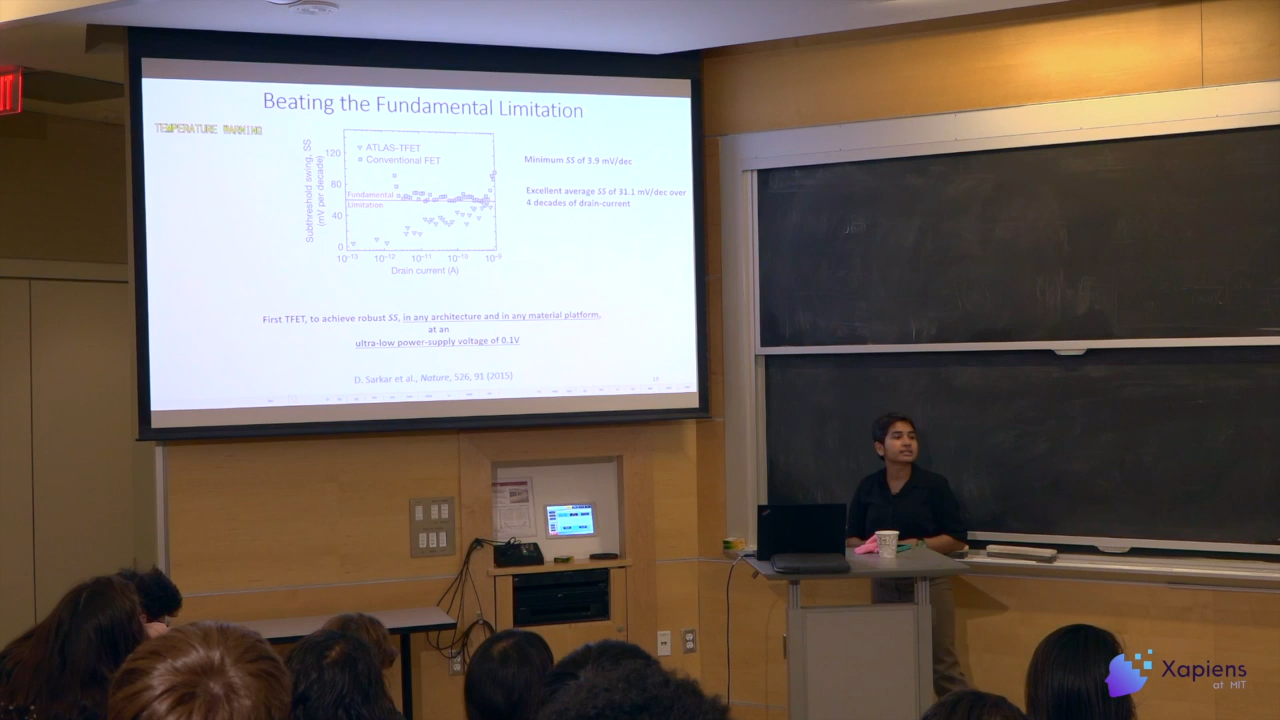 Beating the Fundamental Limitation
TEMPERATURE WARNING
Subthreshold swing, SS
(mV per decade)
120
80
40
0
ATLAS-TFET
Conventional FET
Fundamental
Limitation
10⁻¹³ 10⁻¹² 10⁻¹¹ 10⁻¹⁰ 10⁻⁹
Drain current (A)
Minimum SS of 3.9 mV/dec
Excellent average SS of 31.1 mV/dec over
4 decades of drain-current
First TFET, to achieve robust SS, in any architecture and in any material platform,
at an
ultra-low power-supply voltage of 0.1V
D. Sarkar et al., Nature, 526, 91 (2015)
Xapiens
at MIT